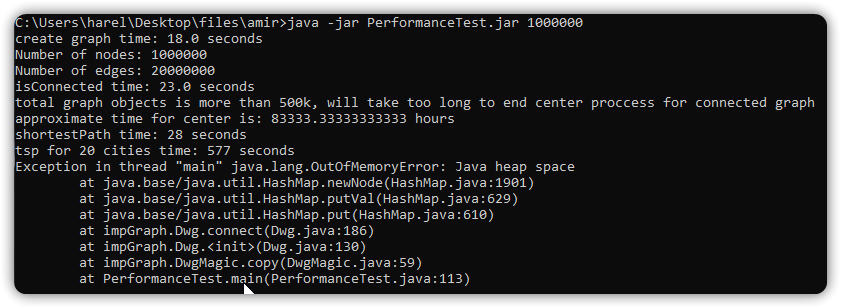 C:\Users\harel\Desktop\files\amir>java -jar PerformanceTest.jar 1000000
create graph time: 18.0 seconds
Number of nodes: 1000000
Number of edges: 20000000
isConnected time: 23.0 seconds
total graph objects is more than 500k, will take too long to end center proccess for connected graph
approximate time for center is: 83333.33333333333 hours
shortestPath time: 28 seconds
tsp for 20 cities time: 577 seconds
Exception in thread "main" java.lang.OutOfMemoryError: Java heap space
        at java.base/java.util.HashMap.newNode(HashMap.java:1901)
        at java.base/java.util.HashMap.putVal(HashMap.java:629)
        at java.base/java.util.HashMap.put(HashMap.java:610)
        at impGraph.Dwg.connect(Dwg.java:186)
        at impGraph.Dwg.<init>(Dwg.java:130)
        at impGraph.DwgMagic.copy(DwgMagic.java:59)
        at PerformanceTest.main(PerformanceTest.java:113)